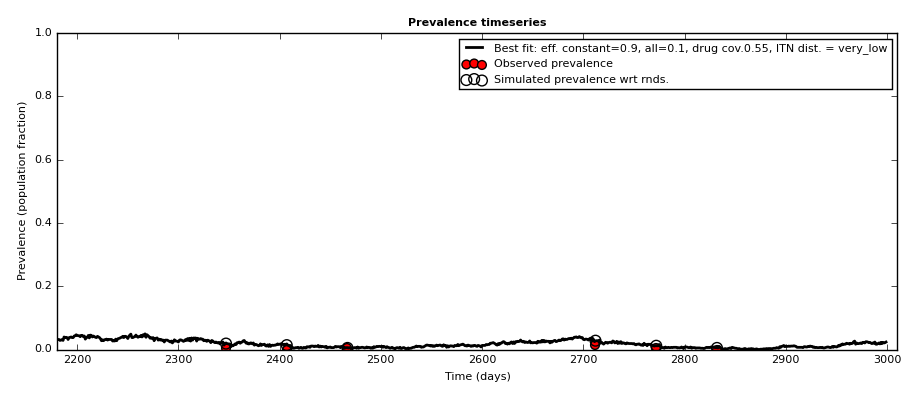 Prevalence timeseries
1.0
0.8
0.6
0.4
0.2
0.0
Prevalence (population fraction)
Best fit: eff. constant=0.9, all=0.1, drug cov.0.55, ITN dist. = very_low
Observed prevalence
Simulated prevalence wrt rnds.
2200 2300 2400 2500 2600 2700 2800 2900 3000
Time (days)